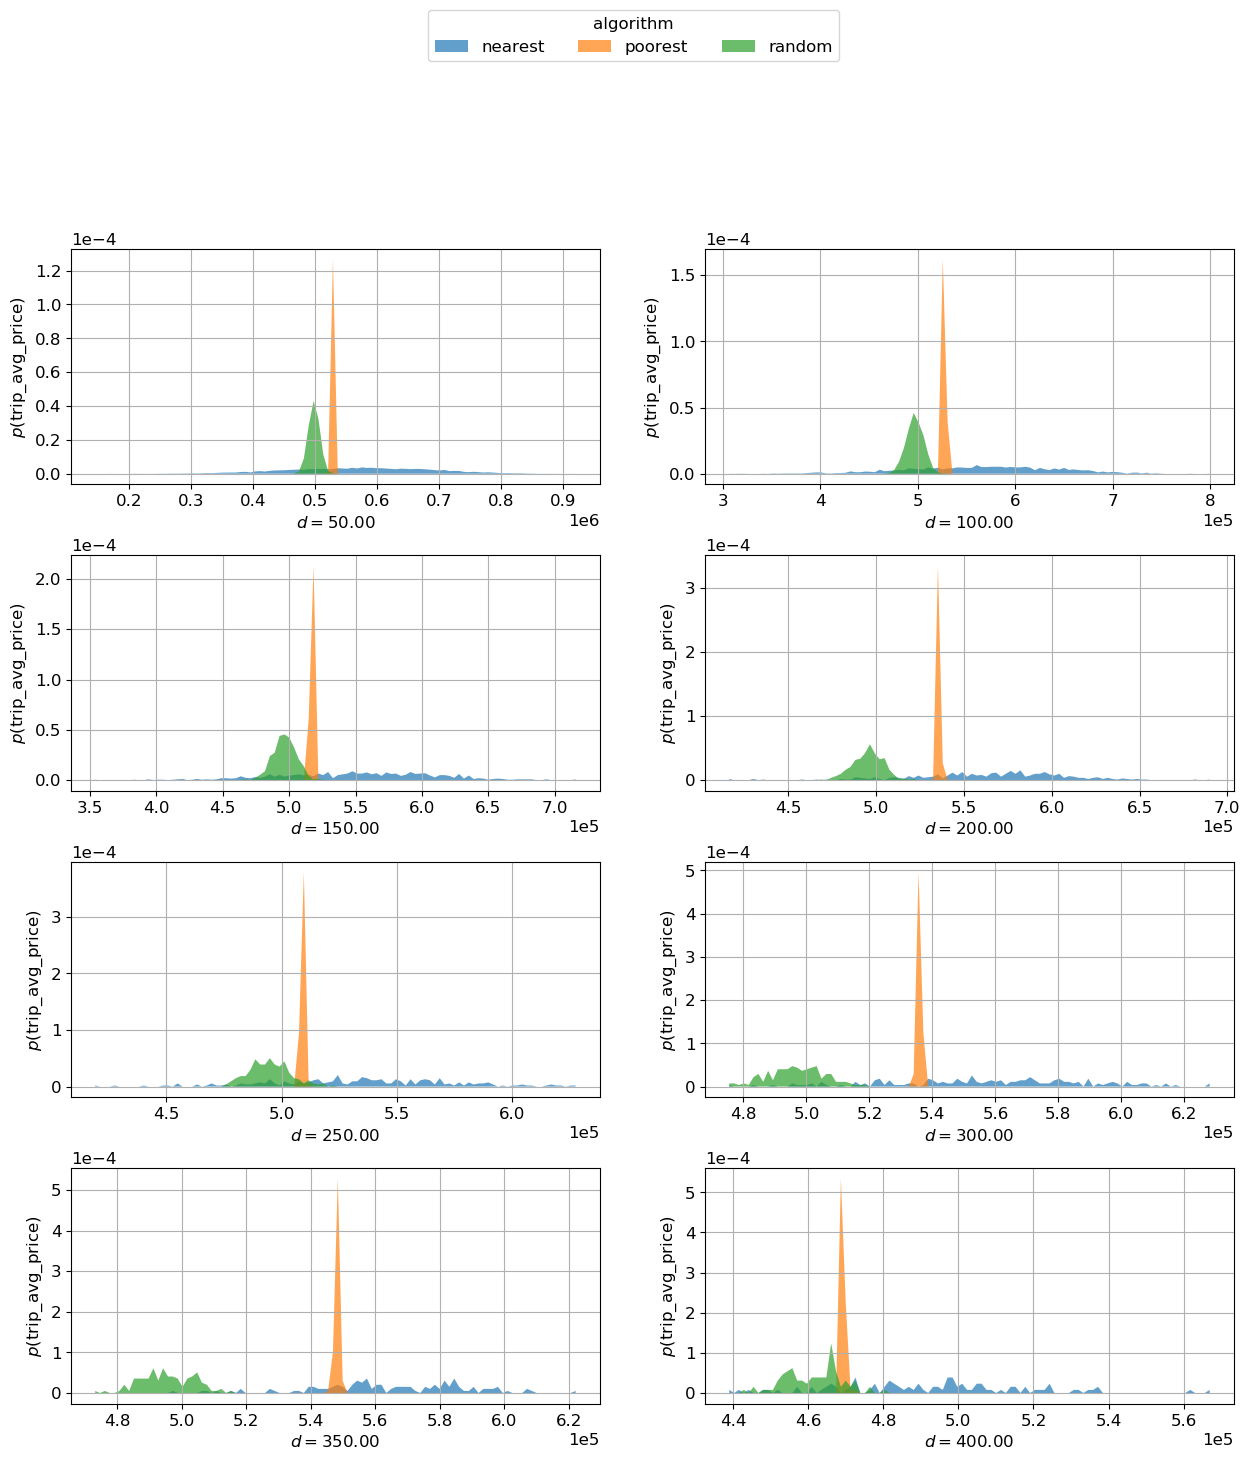 algorithm
nearest poorest random
1e−4 1e−4
p(trip_avg_price) 1.2 1.0 0.8 0.6 0.4 0.2 0.0
0.2 0.3 0.4 0.5 0.6 0.7 0.8 0.9
d = 50.00 1e6
p(trip_avg_price) 1.5 1.0 0.5 0.0
3 4 5 6 7 8
d = 100.00 1e5
1e−4 1e−4
p(trip_avg_price) 2.0 1.5 1.0 0.5 0.0
3.5 4.0 4.5 5.0 5.5 6.0 6.5 7.0
d = 150.00 1e5
p(trip_avg_price) 3 2 1 0
4.5 5.0 5.5 6.0 6.5 7.0
d = 200.00 1e5
1e−4 1e−4
p(trip_avg_price) 3 2 1 0
4.5 5.0 5.5 6.0
d = 250.00 1e5
p(trip_avg_price) 5 4 3 2 1 0
4.8 5.0 5.2 5.4 5.6 5.8 6.0 6.2
d = 300.00 1e5
1e−4 1e−4
p(trip_avg_price) 5 4 3 2 1 0
4.8 5.0 5.2 5.4 5.6 5.8 6.0 6.2
d = 350.00 1e5
p(trip_avg_price) 5 4 3 2 1 0
4.4 4.6 4.8 5.0 5.2 5.4 5.6
d = 400.00 1e5